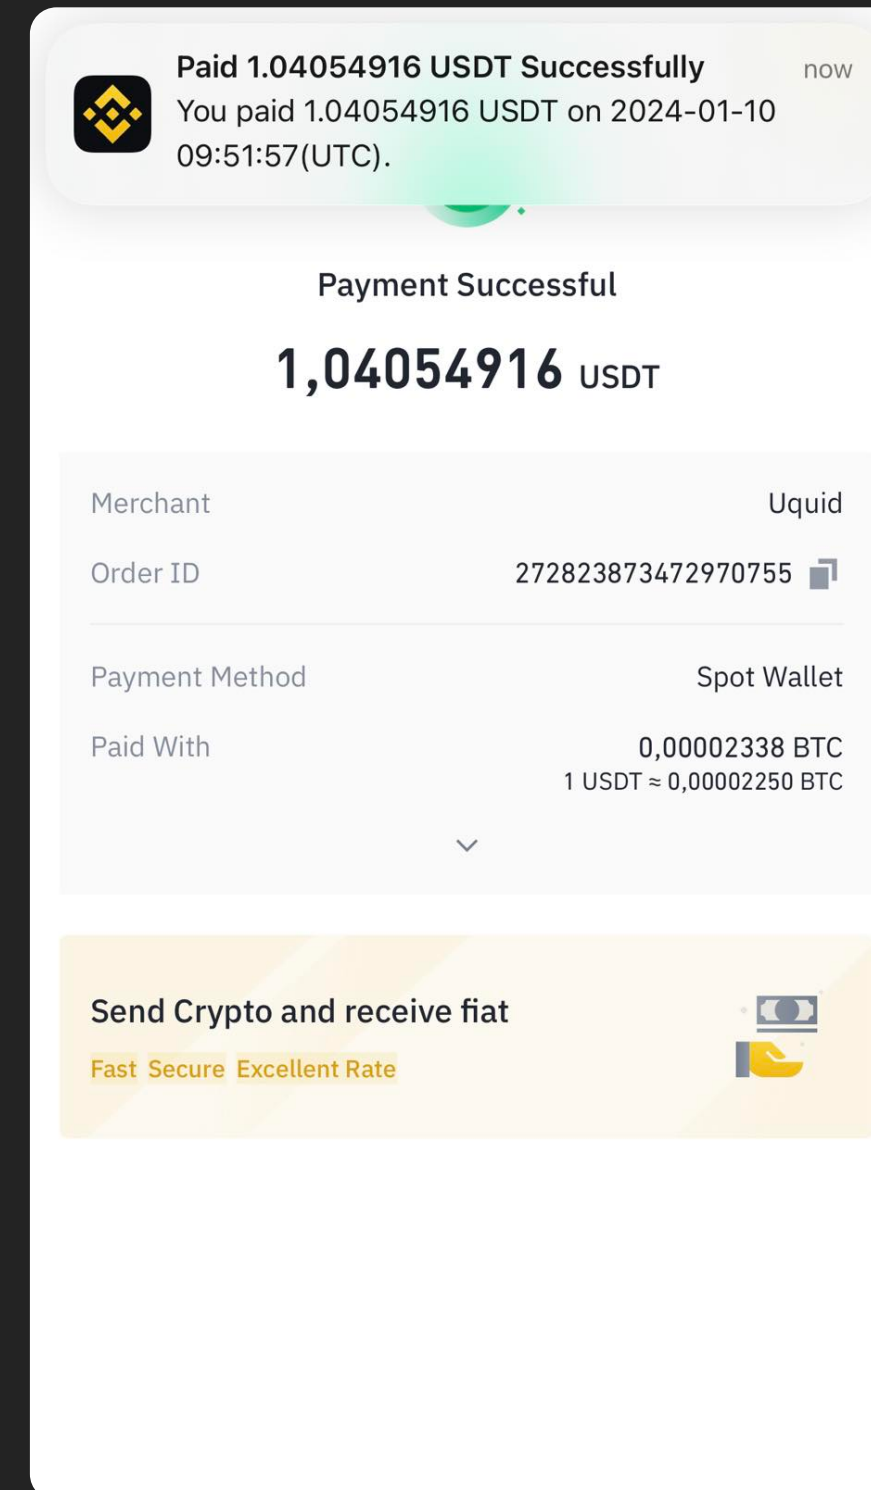 Paid 1.04054916 USDT Successfully now
You paid 1.04054916 USDT on 2024-01-10
09:51:57(UTC).
Payment Successful
1,04054916 USDT
Merchant Uquid
Order ID 272823873472970755
Payment Method Spot Wallet
Paid With 0,00002338 BTC
1 USDT ≈ 0,00002250 BTC
Send Crypto and receive fiat
Fast Secure Excellent Rate